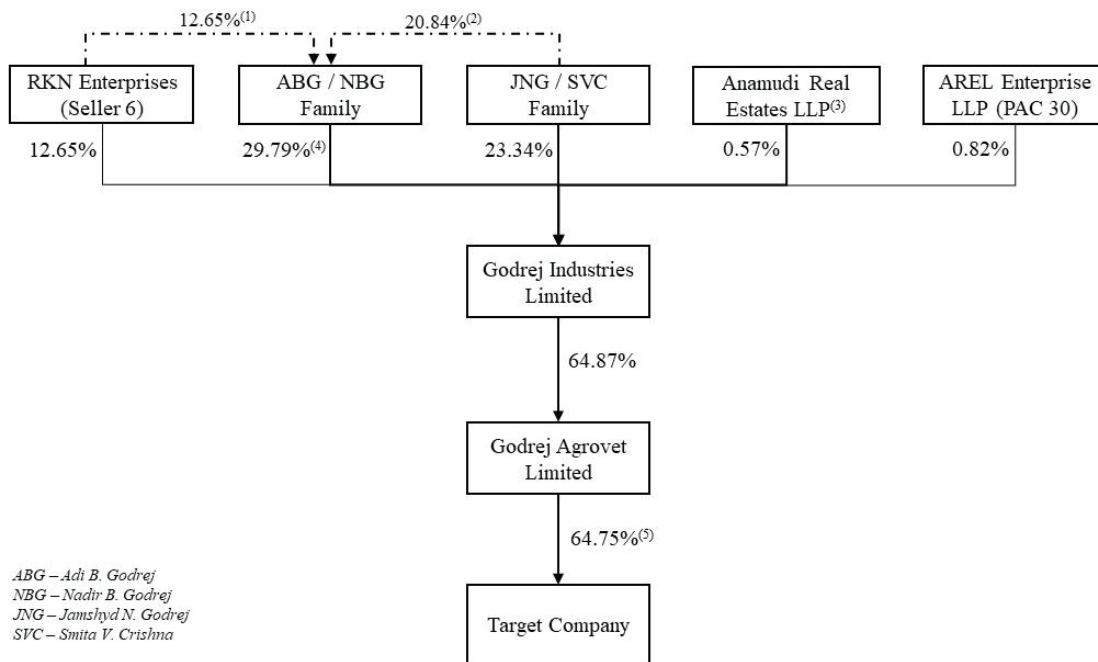 12.65%(1)
20.84%(2)
RKN Enterprises
(Seller 6)
ABG / NBG
Family
JNG / SVC
Family
Anamudi Real
Estates LLP(3)
AREL Enterprise
LLP (PAC 30)
12.65%
29.79%(4)
23.34%
0.57%
0.82%
Godrej Industries
Limited
64.87%
Godrej Agrovet
Limited
64.75%(5)
Target Company
ABG – Adi B. Godrej
NBG – Nadir B. Godrej
JNG – Jamshyd N. Godrej
SVC – Smita V. Crishna